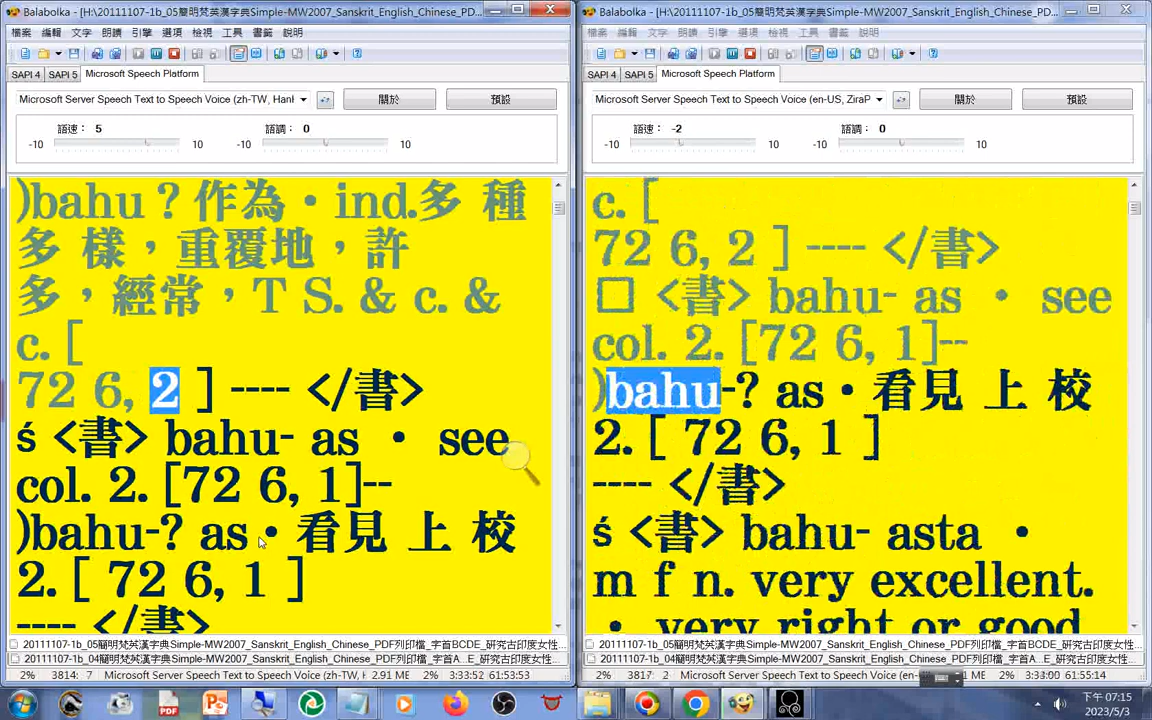 Balabolka - [H:\20111107-1b_05簡明梵英漢字典Simple-MW2007_Sanskrit_English_Chinese_PD...
檔案 編輯 文字 朗讀 引擎 選項 檢視 工具 書籤 說明
SAPI 4 SAPI 5 Microsoft Speech Platform
Microsoft Server Speech Text to Speech Voice (zh-TW, Hanl
關於
預設
語速： 5
語調： 0
-10 10 -10 10
)bahu ? 作為‧ ind.多 種
多 樣，重覆地，許
多，經常，T S. & c. &
c. [
72 6, 2 ] ---- </書>
ś <書> bahu- as ‧ see
col. 2. [72 6, 1]--
)bahu-? as‧看見 上 校
2. [ 72 6, 1 ]
---- </書>
20111107-1b_05簡明梵英漢字典Simple-MW2007_Sanskrit_English_Chinese_PDF列印檔_字首BCDE_研究古印度女性...
20111107-1b_04簡明梵英漢字典Simple-MW2007_Sanskrit_English_Chinese_PDF列印檔_字首A...E_研究古印度女性...
2% 3814: 7 Microsoft Server Speech Text to Speech Voice (zh-TW, H 2.91 ME 2% 3:33:52 61:53:53
Balabolka - [H:\20111107-1b_05簡明梵英漢字典Simple-MW2007_Sanskrit_English_Chinese_PD...
檔案 編輯 文字 朗讀 引擎 選項 檢視 工具 書籤 說明
SAPI 4 SAPI 5 Microsoft Speech Platform
Microsoft Server Speech Text to Speech Voice (en-US, ZiraP
關於
預設
語速： -2
語調： 0
-10 10 -10 10
c. [
72 6, 2 ] ---- </書>
□ <書> bahu- as ‧ see
col. 2. [72 6, 1]--
)bahu-? as‧看見 上 校
2. [ 72 6, 1 ]
---- </書>
ś <書> bahu- asta ‧
m f n. very excellent.
‧ very right or good
20111107-1b_05簡明梵英漢字典Simple-MW2007_Sanskrit_English_Chinese_PDF列印檔_字首BCDE_研究古印度女性...
20111107-1b_04簡明梵英漢字典Simple-MW2007_Sanskrit_English_Chinese_PDF列印檔_字首A...E_研究古印度女性...
2% 3817: 2 Microsoft Server Speech Text to Speech Voice 2% 3:34:00 61:55:14
下午 07:15
2023/5/3